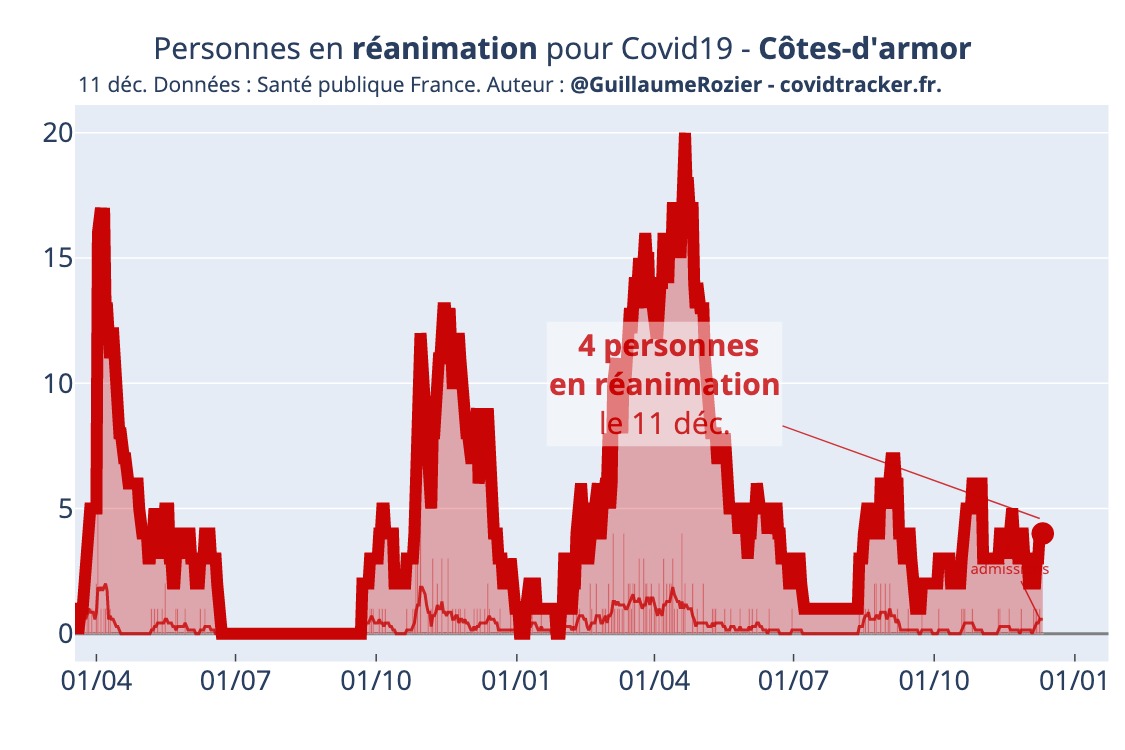 Personnes en réanimation pour Covid19 - Côtes-d'armor
11 déc. Données : Santé publique France. Auteur : @GuillaumeRozier - covidtracker.fr.
20
15
10
5
0
4 personnes
en réanimation
le 11 déc.
admissions
01/04 01/07 01/10 01/01 01/04 01/07 01/10 01/01